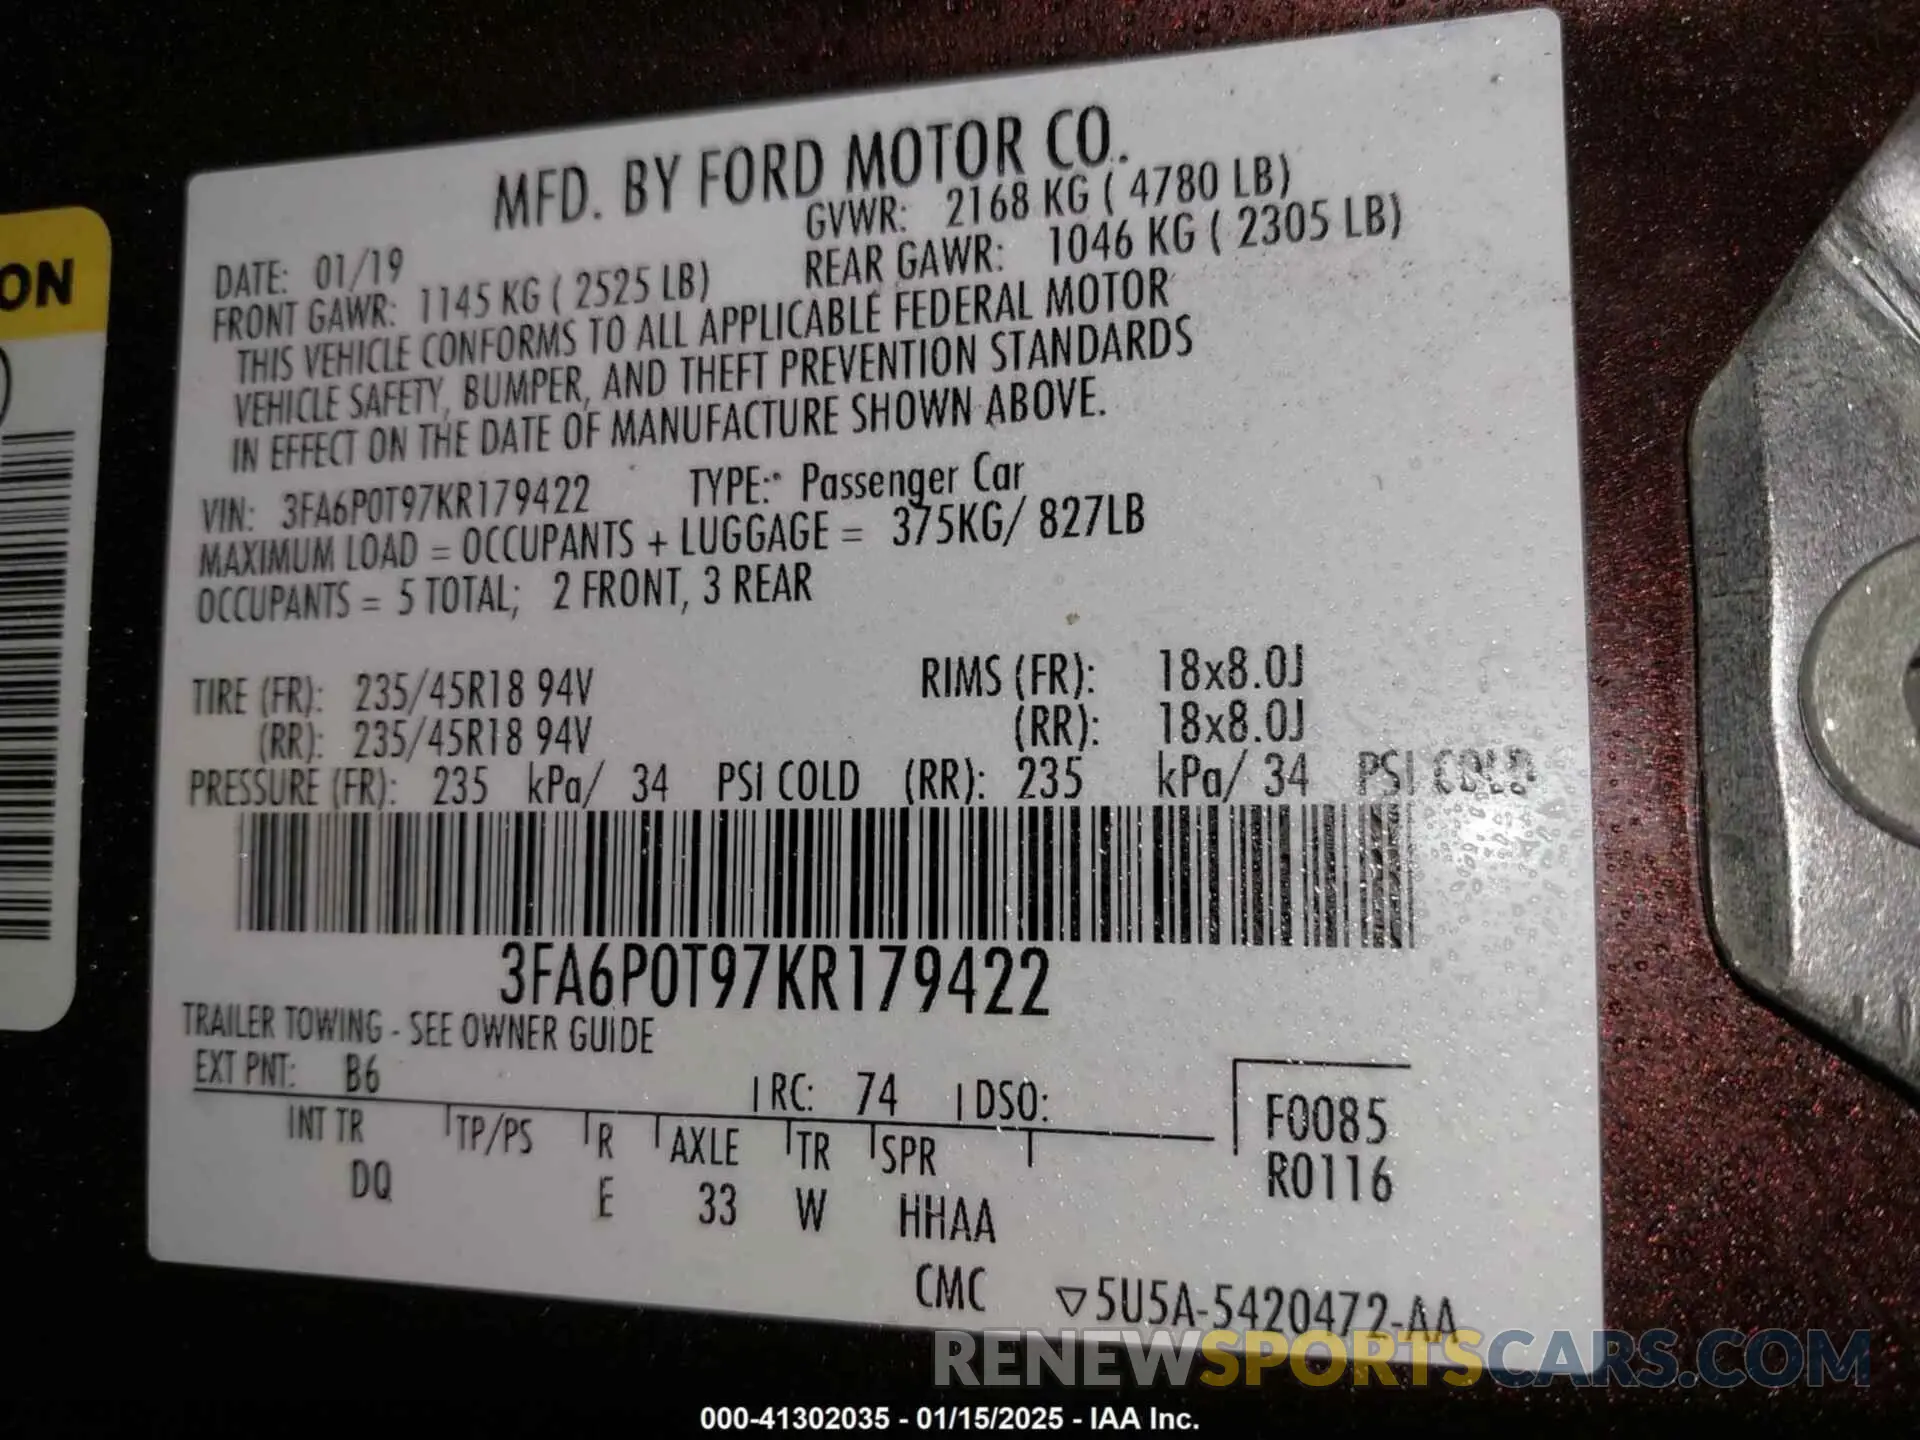 ON
MFD. BY FORD MOTOR CO.
DATE: 01/19 GVWR: 2168 KG ( 4780 LB)
FRONT GAWR: 1145 KG ( 2525 LB) REAR GAWR: 1046 KG ( 2305 LB)
THIS VEHICLE CONFORMS TO ALL APPLICABLE FEDERAL MOTOR
VEHICLE SAFETY, BUMPER, AND THEFT PREVENTION STANDARDS
IN EFFECT ON THE DATE OF MANUFACTURE SHOWN ABOVE.
VIN: 3FA6P0T97KR179422 TYPE: Passenger Car
MAXIMUM LOAD = OCCUPANTS + LUGGAGE = 375KG/ 827LB
OCCUPANTS = 5 TOTAL; 2 FRONT, 3 REAR
TIRE (FR): 235/45R18 94V RIMS (FR): 18x8.0J
(RR): 235/45R18 94V (RR): 18x8.0J
PRESSURE (FR): 235 kPa/ 34 PSI COLD (RR): 235 kPa/ 34 PSI COLD
3FA6P0T97KR179422
TRAILER TOWING - SEE OWNER GUIDE
EXT PNT: B6 RC: 74 DSO:
INT TR TP/PS R AXLE TR SPR F0085
DQ E 33 W HHAA R0116
CMC ▽5U5A-5420472-AA
RENEWSPORTSCARS.COM
000-41302035 - 01/15/2025 - IAA Inc.